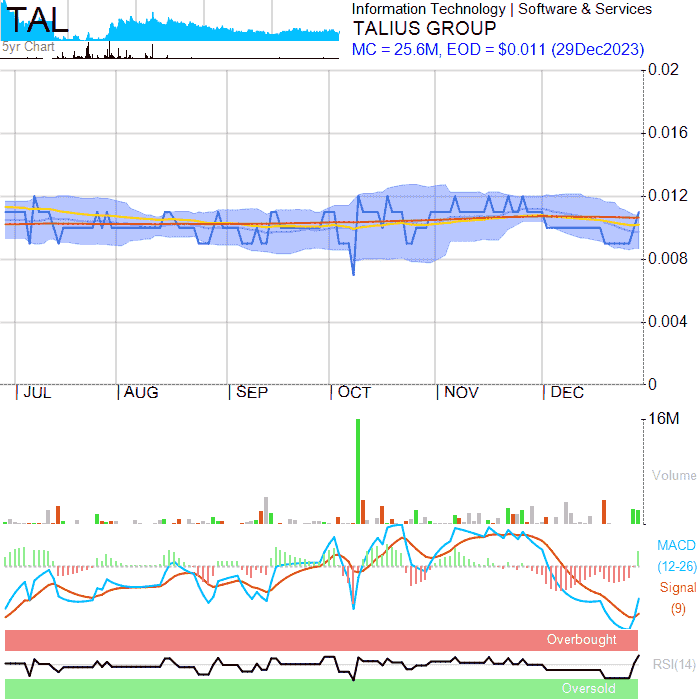 TAL
5yr Chart
Information Technology | Software & Services
TALIUS GROUP
MC = 25.6M, EOD = $0.011 (29Dec2023)
0.02
0.016
0.012
0.008
0.004
0
JUL
AUG
SEP
OCT
NOV
DEC
16M
Volume
MACD
(12-26)
Signal
(9)
Overbought
RSI(14)
Oversold